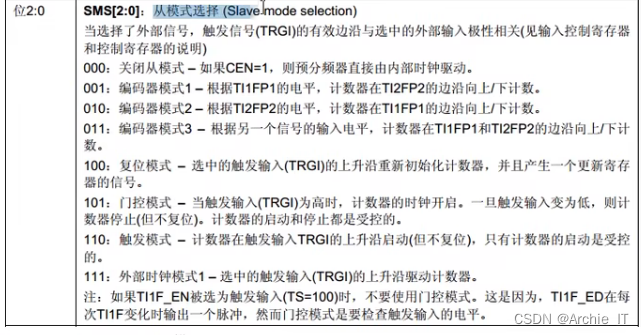 位2:0
SMS[2:0]：从模式选择 (Slave mode selection)
当选择了外部信号，触发信号(TRGI)的有效边沿与选中的外部输入极性相关(见输入控制寄存器
和控制寄存器的说明)
000：关闭从模式 – 如果CEN=1，则预分频器直接由内部时钟驱动。
001：编码器模式1 – 根据TI1FP1的电平，计数器在TI2FP2的边沿向上/下计数。
010：编码器模式2 – 根据TI2FP2的电平，计数器在TI1FP1的边沿向上/下计数。
011：编码器模式3 – 根据另一个信号的输入电平，计数器在TI1FP1和TI2FP2的边沿向上/下计
数。
100：复位模式 – 选中的触发输入(TRGI)的上升沿重新初始化计数器，并且产生一个更新寄存
器的信号。
101：门控模式 – 当触发输入(TRGI)为高时，计数器的时钟开启。一旦触发输入变为低，则计
数器停止(但不复位)。计数器的启动和停止都是受控的。
110：触发模式 – 计数器在触发输入TRGI的上升沿启动(但不复位)，只有计数器的启动是受控
的。
111：外部时钟模式1 – 选中的触发输入(TRGI)的上升沿驱动计数器。
注：如果TI1F_EN被选为触发输入(TS=100)时，不要使用门控模式。这是因为，TI1F_ED在每
次TI1F变化时输出一个脉冲，然而门控模式是要检查触发输入的电平。
CSDN @Archie_IT